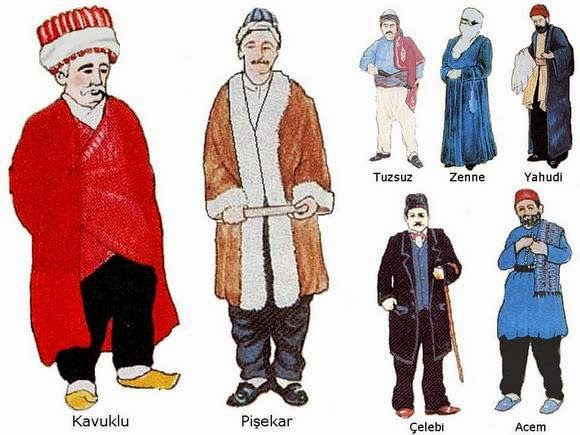 Tuzsuz
Zenne
Yahudi
Kavuklu
Pişekar
Çelebi
Acem